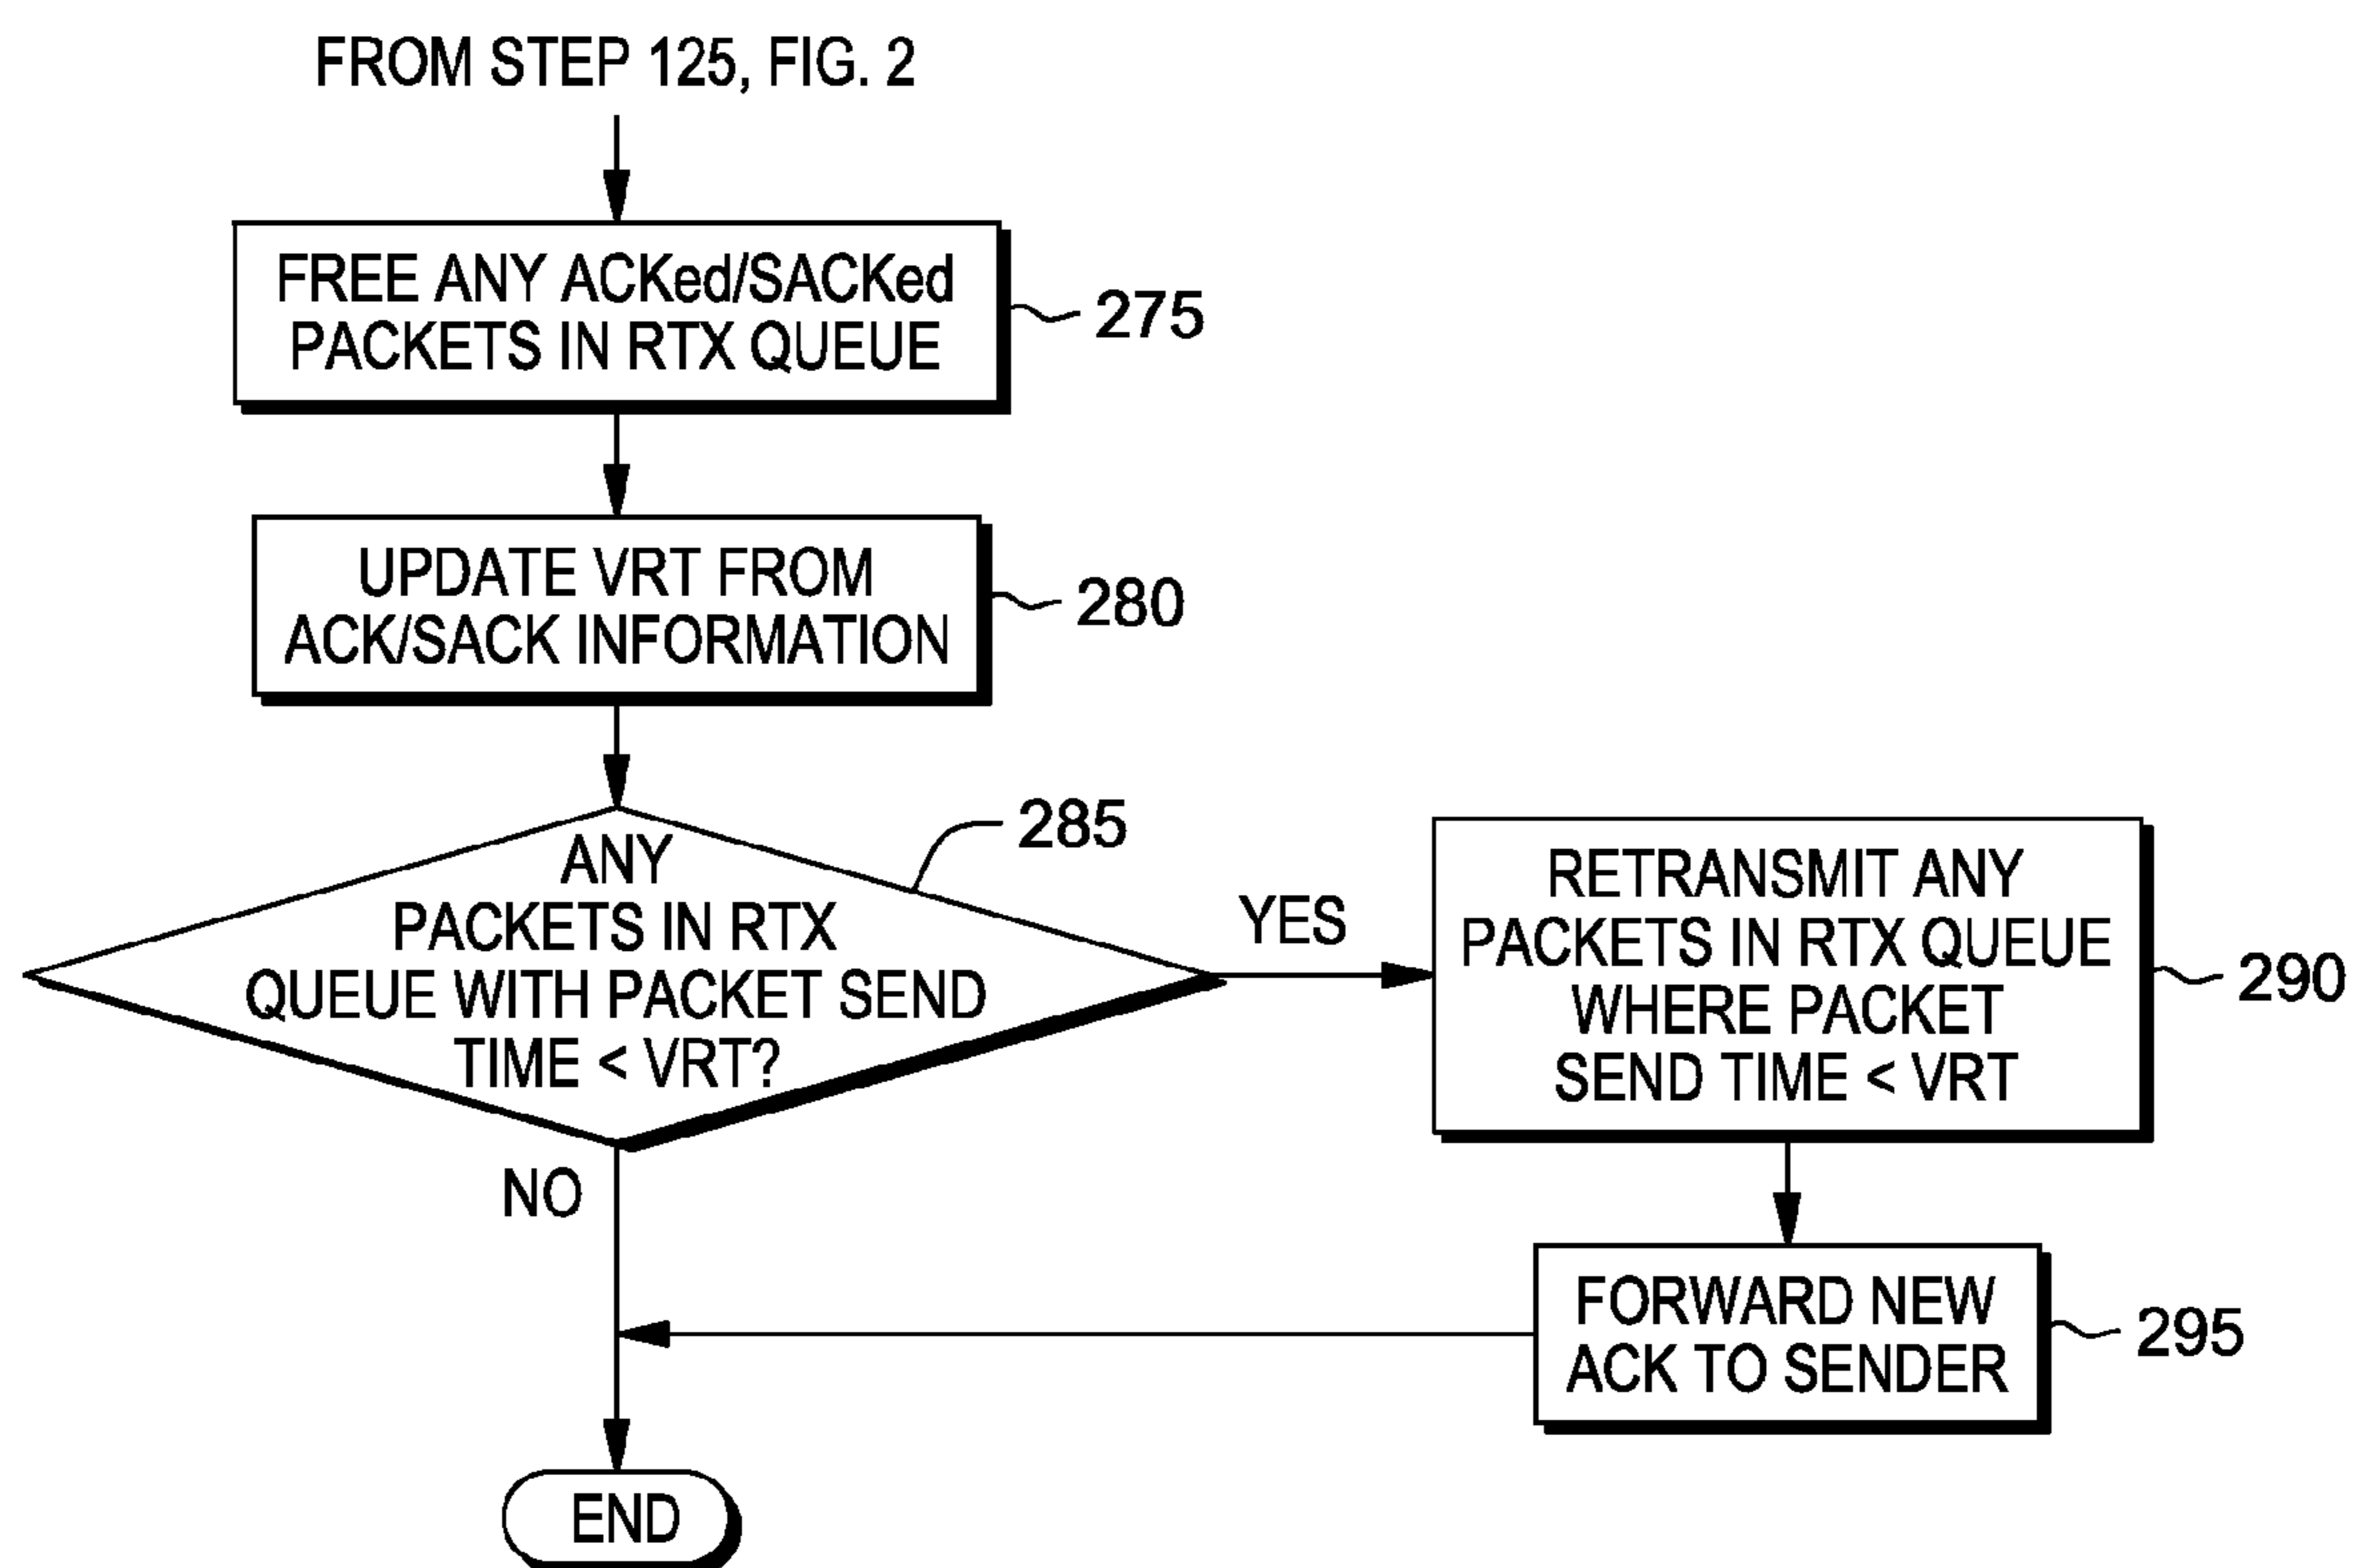 FROM STEP 125, FIG. 2
FREE ANY ACKed/SACKed
PACKETS IN RTX QUEUE
275
UPDATE VRT FROM
ACK/SACK INFORMATION
280
285
ANY
PACKETS IN RTX
QUEUE WITH PACKET SEND
TIME < VRT?
YES
RETRANSMIT ANY
PACKETS IN RTX QUEUE
WHERE PACKET
SEND TIME < VRT
290
NO
FORWARD NEW
ACK TO SENDER
295
END